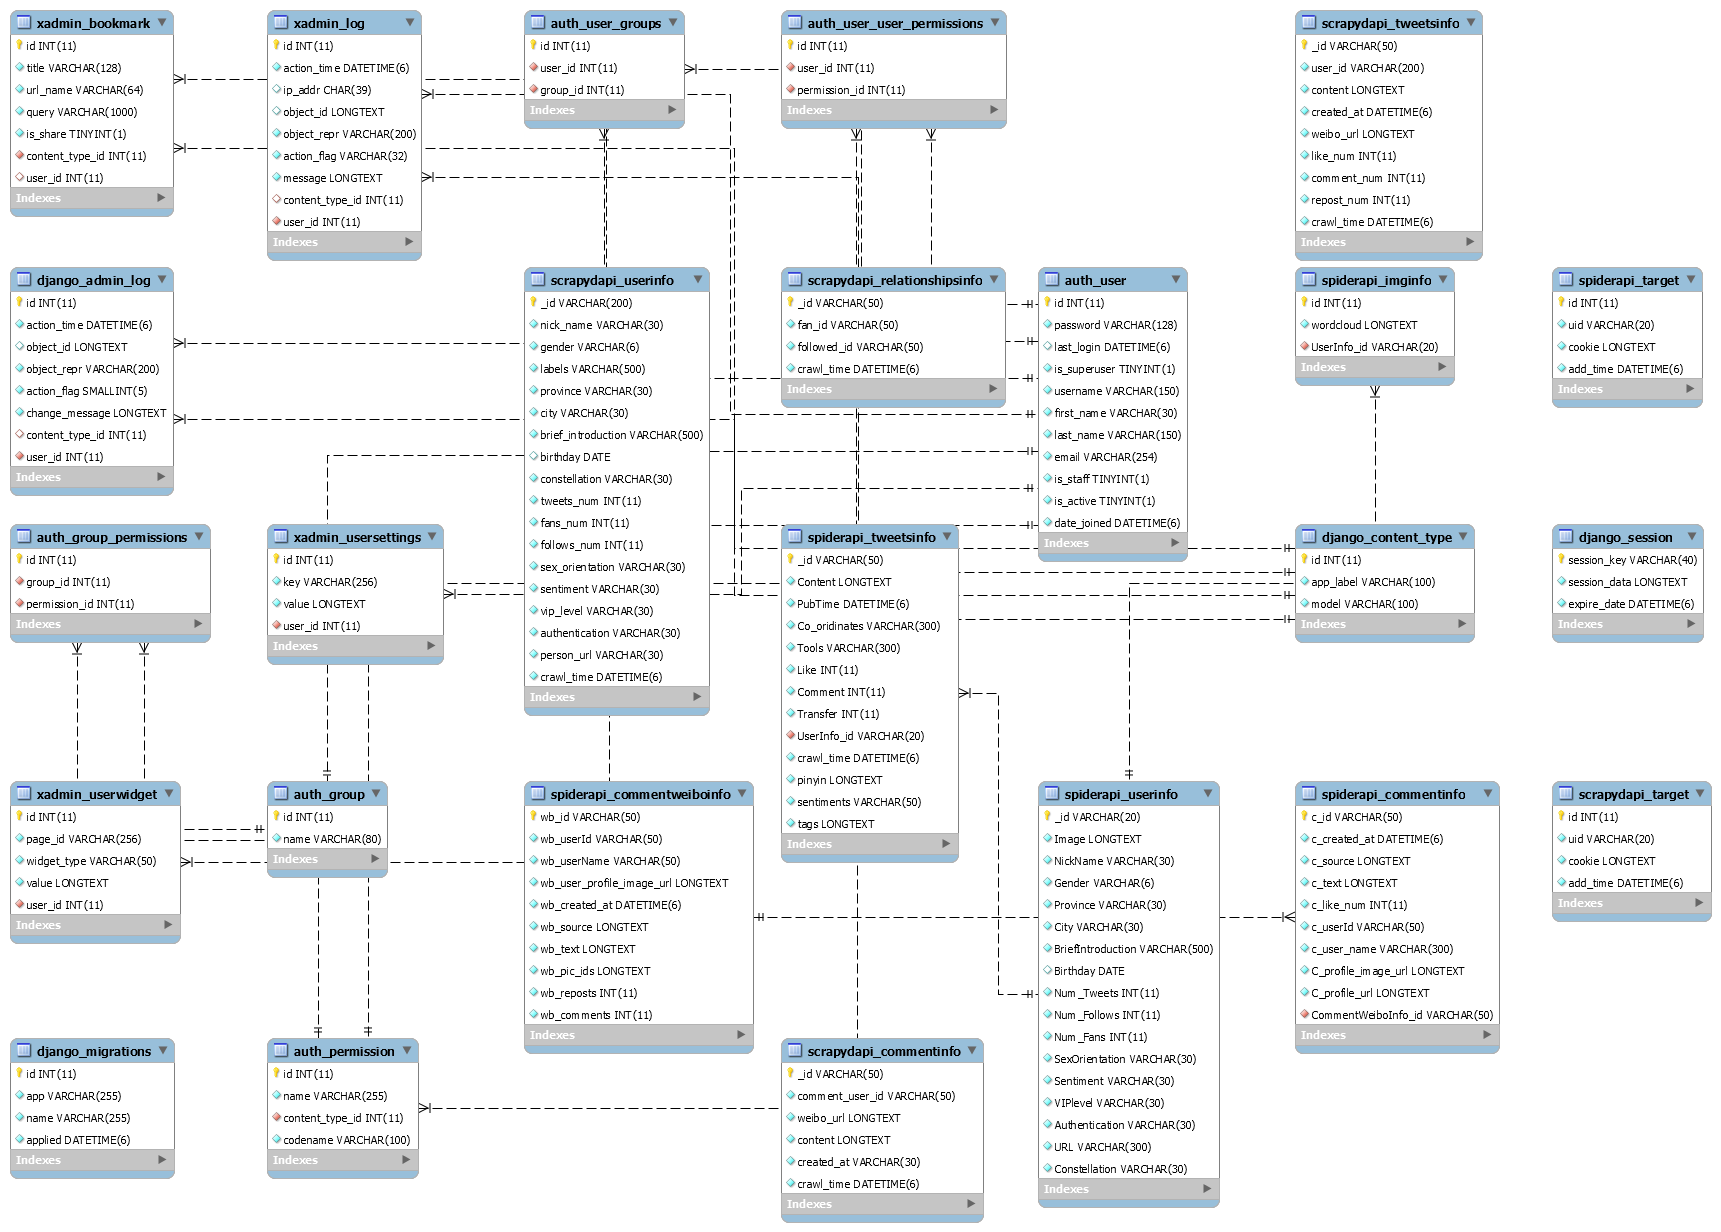 xadmin_bookmark
id INT(11)
title VARCHAR(128)
url_name VARCHAR(64)
query VARCHAR(1000)
is_share TINYINT(1)
content_type_id INT(11)
user_id INT(11)
Indexes
xadmin_log
id INT(11)
action_time DATETIME(6)
ip_addr CHAR(39)
object_id LONGTEXT
object_repr VARCHAR(200)
action_flag VARCHAR(32)
message LONGTEXT
content_type_id INT(11)
user_id INT(11)
Indexes
auth_user_groups
id INT(11)
user_id INT(11)
group_id INT(11)
Indexes
auth_user_user_permissions
id INT(11)
user_id INT(11)
permission_id INT(11)
Indexes
scrapydapi_tweetsinfo
_id VARCHAR(50)
user_id VARCHAR(200)
content LONGTEXT
created_at DATETIME(6)
weibo_url LONGTEXT
like_num INT(11)
comment_num INT(11)
repost_num INT(11)
crawl_time DATETIME(6)
Indexes
django_admin_log
id INT(11)
action_time DATETIME(6)
object_id LONGTEXT
object_repr VARCHAR(200)
action_flag SMALLINT(5)
change_message LONGTEXT
content_type_id INT(11)
user_id INT(11)
Indexes
scrapydapi_userinfo
_id VARCHAR(200)
nick_name VARCHAR(30)
gender VARCHAR(6)
labels VARCHAR(500)
province VARCHAR(30)
city VARCHAR(30)
brief_introduction VARCHAR(500)
birthday DATE
constellation VARCHAR(30)
tweets_num INT(11)
fans_num INT(11)
follows_num INT(11)
sex_orientation VARCHAR(30)
sentiment VARCHAR(30)
vip_level VARCHAR(30)
authentication VARCHAR(30)
person_url VARCHAR(30)
crawl_time DATETIME(6)
Indexes
scrapydapi_relationshipsinfo
_id VARCHAR(50)
fan_id VARCHAR(50)
followed_id VARCHAR(50)
crawl_time DATETIME(6)
Indexes
auth_user
id INT(11)
password VARCHAR(128)
last_login DATETIME(6)
is_superuser TINYINT(1)
username VARCHAR(150)
first_name VARCHAR(30)
last_name VARCHAR(150)
email VARCHAR(254)
is_staff TINYINT(1)
is_active TINYINT(1)
date_joined DATETIME(6)
Indexes
spiderapi_imginfo
id INT(11)
wordcloud LONGTEXT
UserInfo_id VARCHAR(20)
Indexes
spiderapi_target
id INT(11)
uid VARCHAR(20)
cookie LONGTEXT
add_time DATETIME(6)
Indexes
auth_group_permissions
id INT(11)
group_id INT(11)
permission_id INT(11)
Indexes
xadmin_usersettings
id INT(11)
key VARCHAR(256)
value LONGTEXT
user_id INT(11)
Indexes
spiderapi_tweetsinfo
_id VARCHAR(50)
Content LONGTEXT
PubTime DATETIME(6)
Co_oridinates VARCHAR(300)
Tools VARCHAR(300)
Like INT(11)
Comment INT(11)
Transfer INT(11)
UserInfo_id VARCHAR(20)
crawl_time DATETIME(6)
pinyin LONGTEXT
sentiments VARCHAR(50)
tags LONGTEXT
Indexes
django_content_type
id INT(11)
app_label VARCHAR(100)
model VARCHAR(100)
Indexes
django_session
session_key VARCHAR(40)
session_data LONGTEXT
expire_date DATETIME(6)
Indexes
xadmin_userwidget
id INT(11)
page_id VARCHAR(256)
widget_type VARCHAR(50)
value LONGTEXT
user_id INT(11)
Indexes
auth_group
id INT(11)
name VARCHAR(80)
Indexes
spiderapi_commentweiboinfo
wb_id VARCHAR(50)
wb_userId VARCHAR(50)
wb_userName VARCHAR(50)
wb_user_profile_image_url LONGTEXT
wb_created_at DATETIME(6)
wb_source LONGTEXT
wb_text LONGTEXT
wb_pic_ids LONGTEXT
wb_reposts INT(11)
wb_comments INT(11)
Indexes
spiderapi_userinfo
_id VARCHAR(20)
Image LONGTEXT
NickName VARCHAR(30)
Gender VARCHAR(6)
Province VARCHAR(30)
City VARCHAR(30)
BriefIntroduction VARCHAR(500)
Birthday DATE
Num_Tweets INT(11)
Num_Follows INT(11)
Num_Fans INT(11)
SexOrientation VARCHAR(30)
Sentiment VARCHAR(30)
VIPlevel VARCHAR(30)
Authentication VARCHAR(30)
URL VARCHAR(300)
Constellation VARCHAR(30)
Indexes
spiderapi_commentinfo
c_id VARCHAR(50)
c_created_at DATETIME(6)
c_source LONGTEXT
c_text LONGTEXT
c_like_num INT(11)
c_userId VARCHAR(50)
c_user_name VARCHAR(300)
C_profile_image_url LONGTEXT
C_profile_url LONGTEXT
CommentWeiboInfo_id VARCHAR(50)
Indexes
scrapydapi_target
id INT(11)
uid VARCHAR(20)
cookie LONGTEXT
add_time DATETIME(6)
Indexes
django_migrations
id INT(11)
app VARCHAR(255)
name VARCHAR(255)
applied DATETIME(6)
Indexes
auth_permission
id INT(11)
name VARCHAR(255)
content_type_id INT(11)
codename VARCHAR(100)
Indexes
scrapydapi_commentinfo
_id VARCHAR(50)
comment_user_id VARCHAR(50)
weibo_url LONGTEXT
content LONGTEXT
created_at VARCHAR(30)
crawl_time DATETIME(6)
Indexes